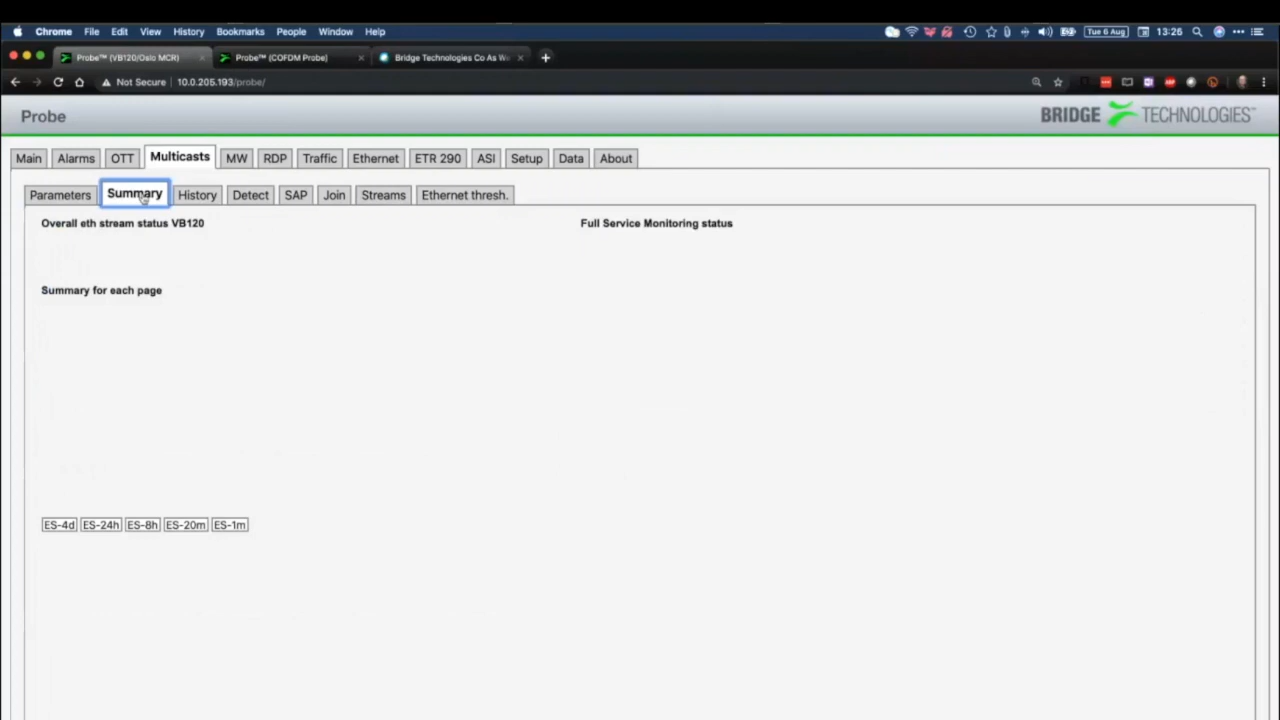 Chrome File Edit View History Bookmarks People Window Help Tue 6 Aug 13:26
Probe™ (VB120/Oslo MCR) Probe™ (COFDM Probe) Bridge Technologies Co As
Not Secure 10.0.205.193/probe/
Probe BRIDGE TECHNOLOGIES™
Main Alarms OTT Multicasts MW RDP Traffic Ethernet ETR 290 ASI Setup Data About
Parameters Summary History Detect SAP Join Streams Ethernet thresh.
Overall eth stream status VB120 Full Service Monitoring status
Summary for each page
ES-4d ES-24h ES-8h ES-20m ES-1m